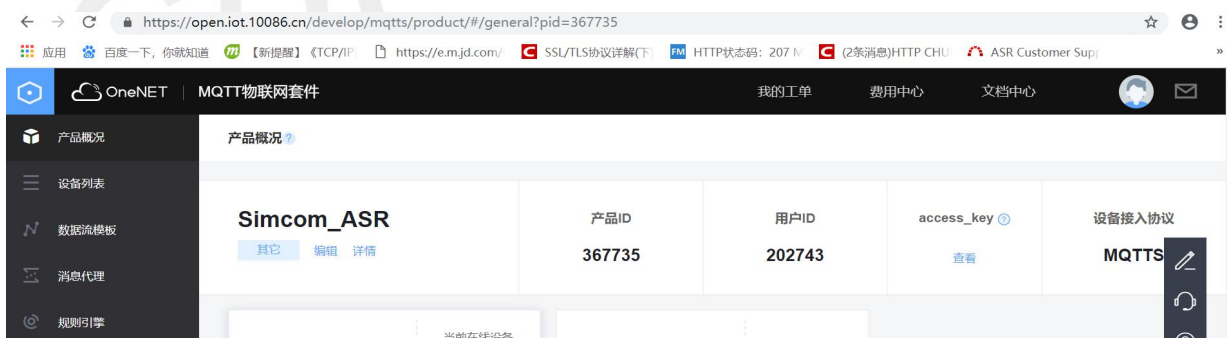 https://open.iot.10086.cn/develop/mqtts/product/#/general?pid=367735
应用 百度一下，你就知道 【新提醒】《TCP/IP https://e.m.jd.com/ SSL/TLS协议详解(下) HTTP状态码：207 (2条消息)HTTP CHU ASR Customer Sup »
OneNET | MQTT物联网套件 我的工单 费用中心 文档中心
产品概况 产品概况 ?
设备列表
Simcom_ASR 产品ID 用户ID access_key ? 设备接入协议
数据流模板
其它 编辑 详情 367735 202743 查看 MQTTS
消息代理
规则引擎